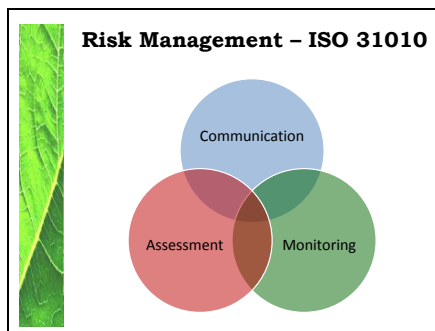 Risk Management – ISO 31010
Communication
Assessment
Monitoring